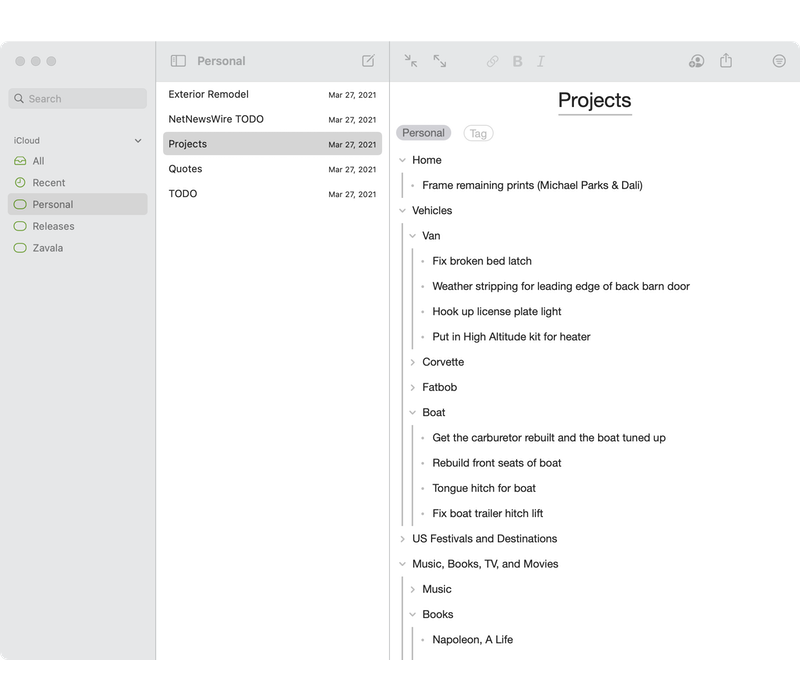 Search
iCloud
All
Recent
Personal
Releases
Zavala
Personal
Exterior Remodel Mar 27, 2021
NetNewsWire TODO Mar 27, 2021
Projects Mar 27, 2021
Quotes Mar 27, 2021
TODO Mar 27, 2021
B I
Projects
Personal Tag
Home
Frame remaining prints (Michael Parks & Dali)
Vehicles
Van
Fix broken bed latch
Weather stripping for leading edge of back barn door
Hook up license plate light
Put in High Altitude kit for heater
Corvette
Fatbob
Boat
Get the carburetor rebuilt and the boat tuned up
Rebuild front seats of boat
Tongue hitch for boat
Fix boat trailer hitch lift
US Festivals and Destinations
Music, Books, TV, and Movies
Music
Books
Napoleon, A Life